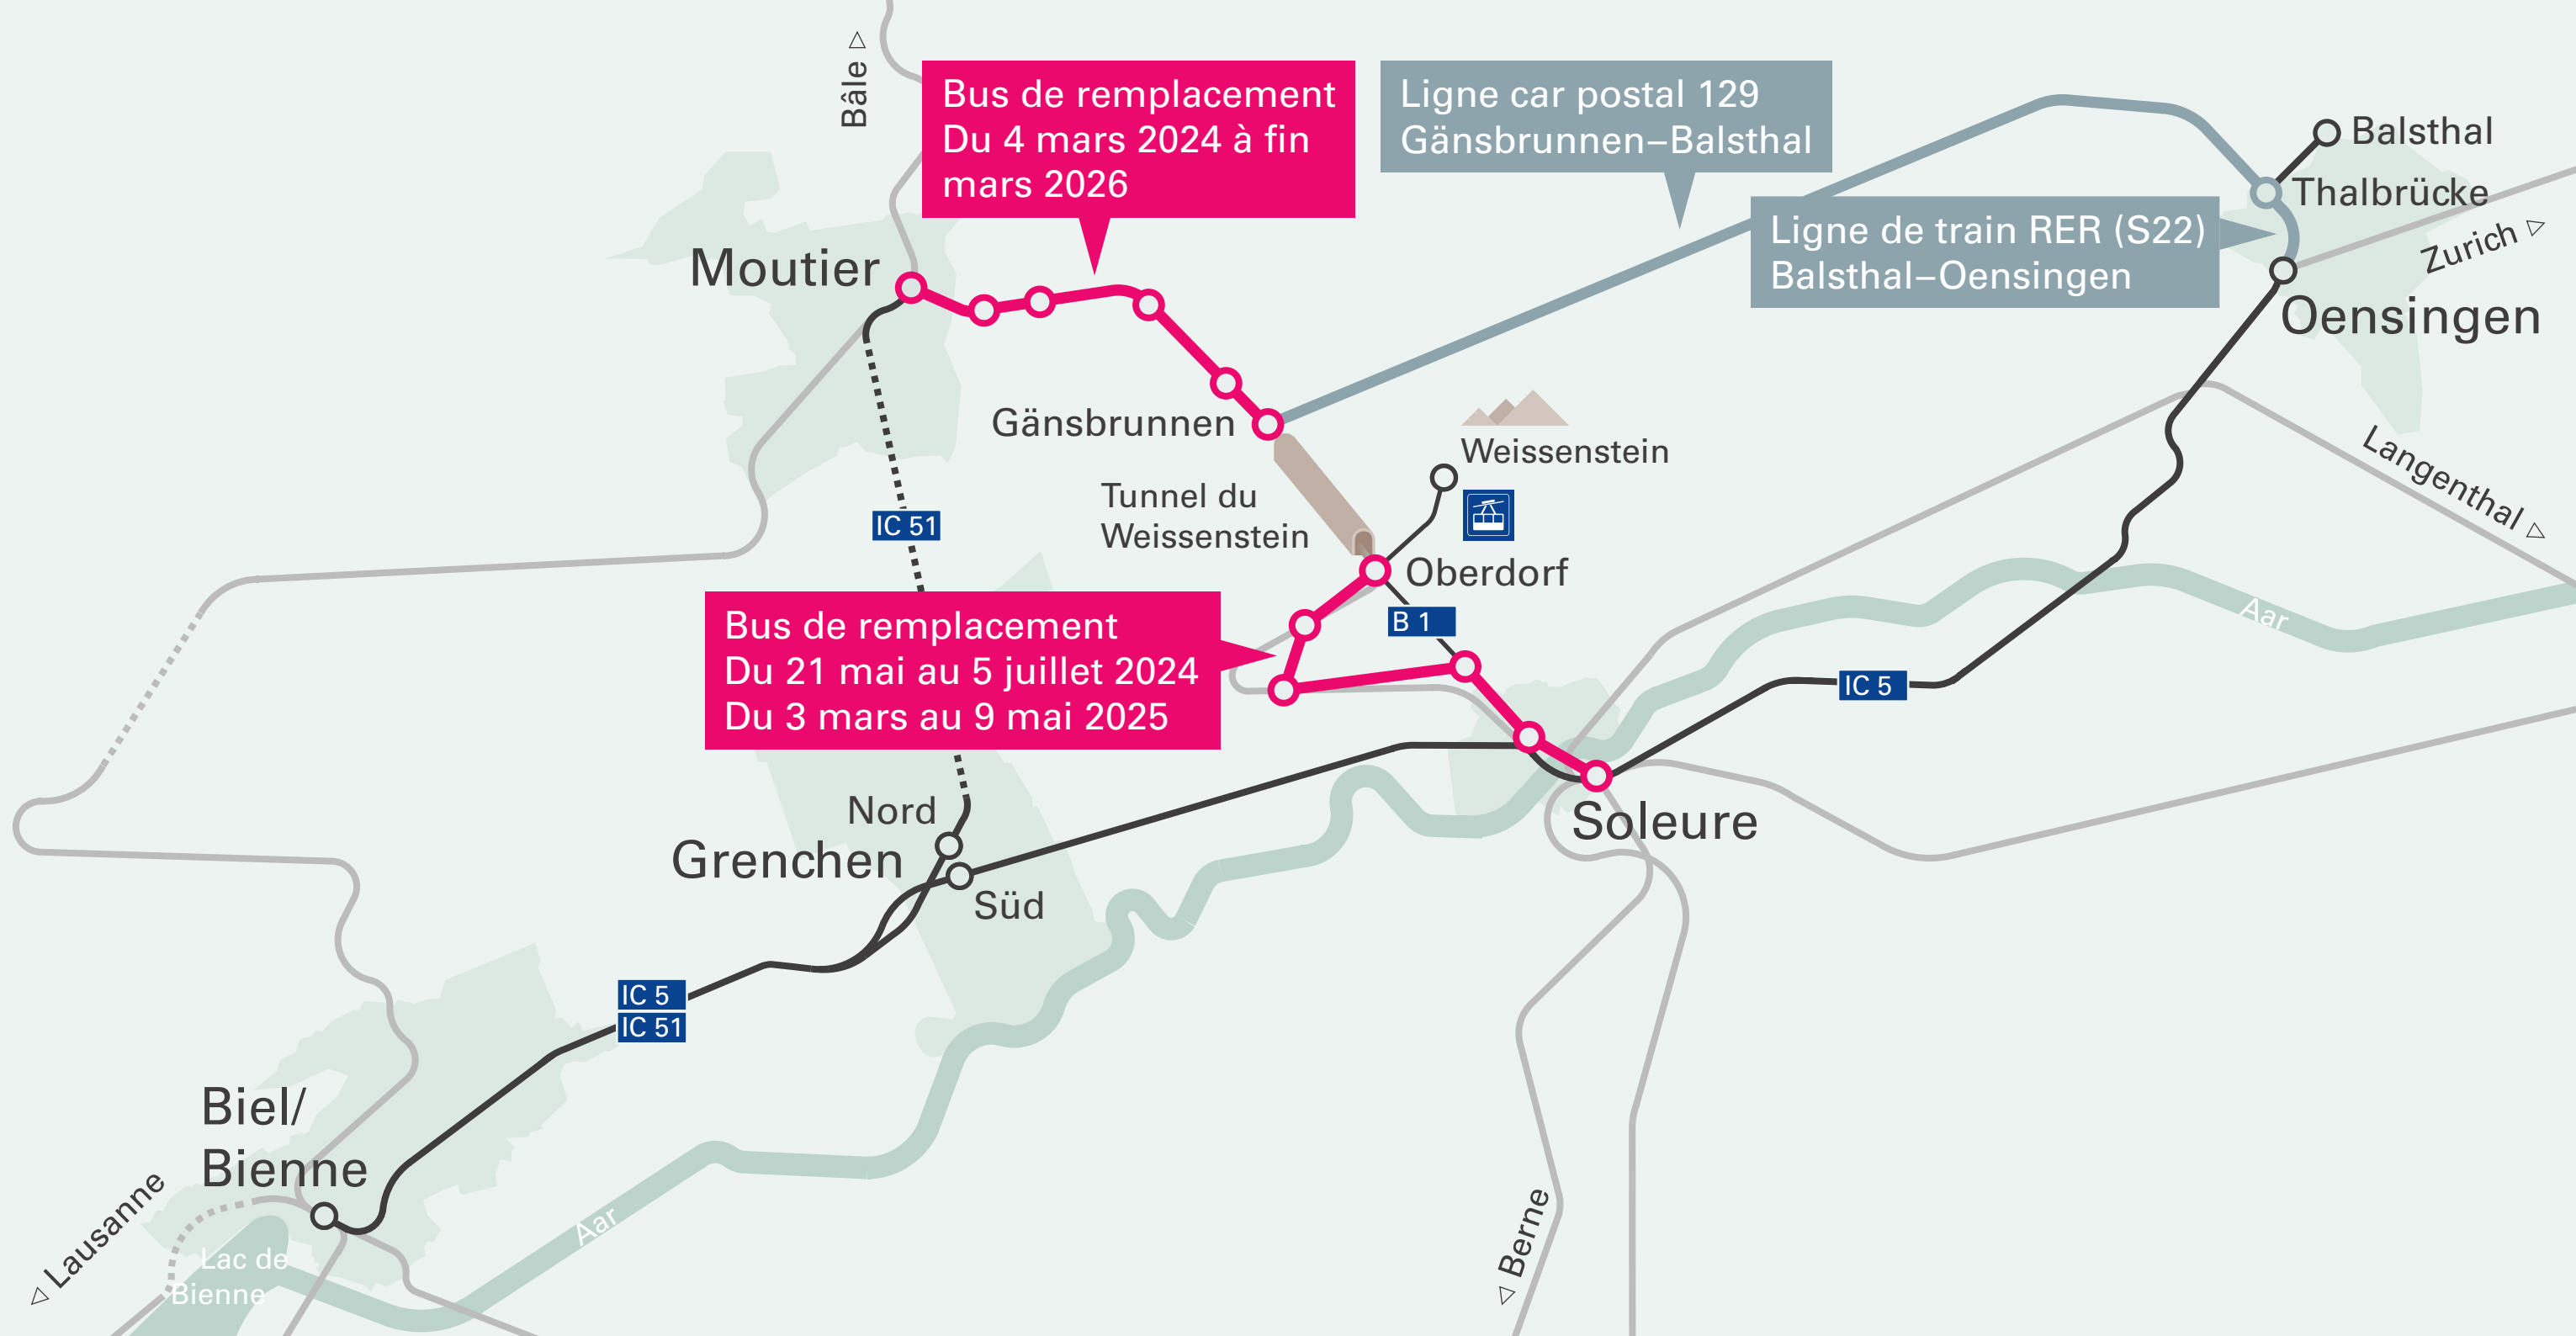 Bâle
Bus de remplacement
Du 4 mars 2024 à fin
mars 2026
Ligne car postal 129
Gänsbrunnen–Balsthal
Balsthal
Thalbrücke
Ligne de train RER (S22)
Balsthal–Oensingen
Zurich
Oensingen
Moutier
Gänsbrunnen
Weissenstein
Tunnel du
Weissenstein
Langenthal
IC 51
Oberdorf
B 1
Aar
Bus de remplacement
Du 21 mai au 5 juillet 2024
Du 3 mars au 9 mai 2025
IC 5
Nord
Grenchen
Süd
Soleure
IC 5
IC 51
Biel/
Bienne
Lausanne
Aar
Lac de
Bienne
Berne